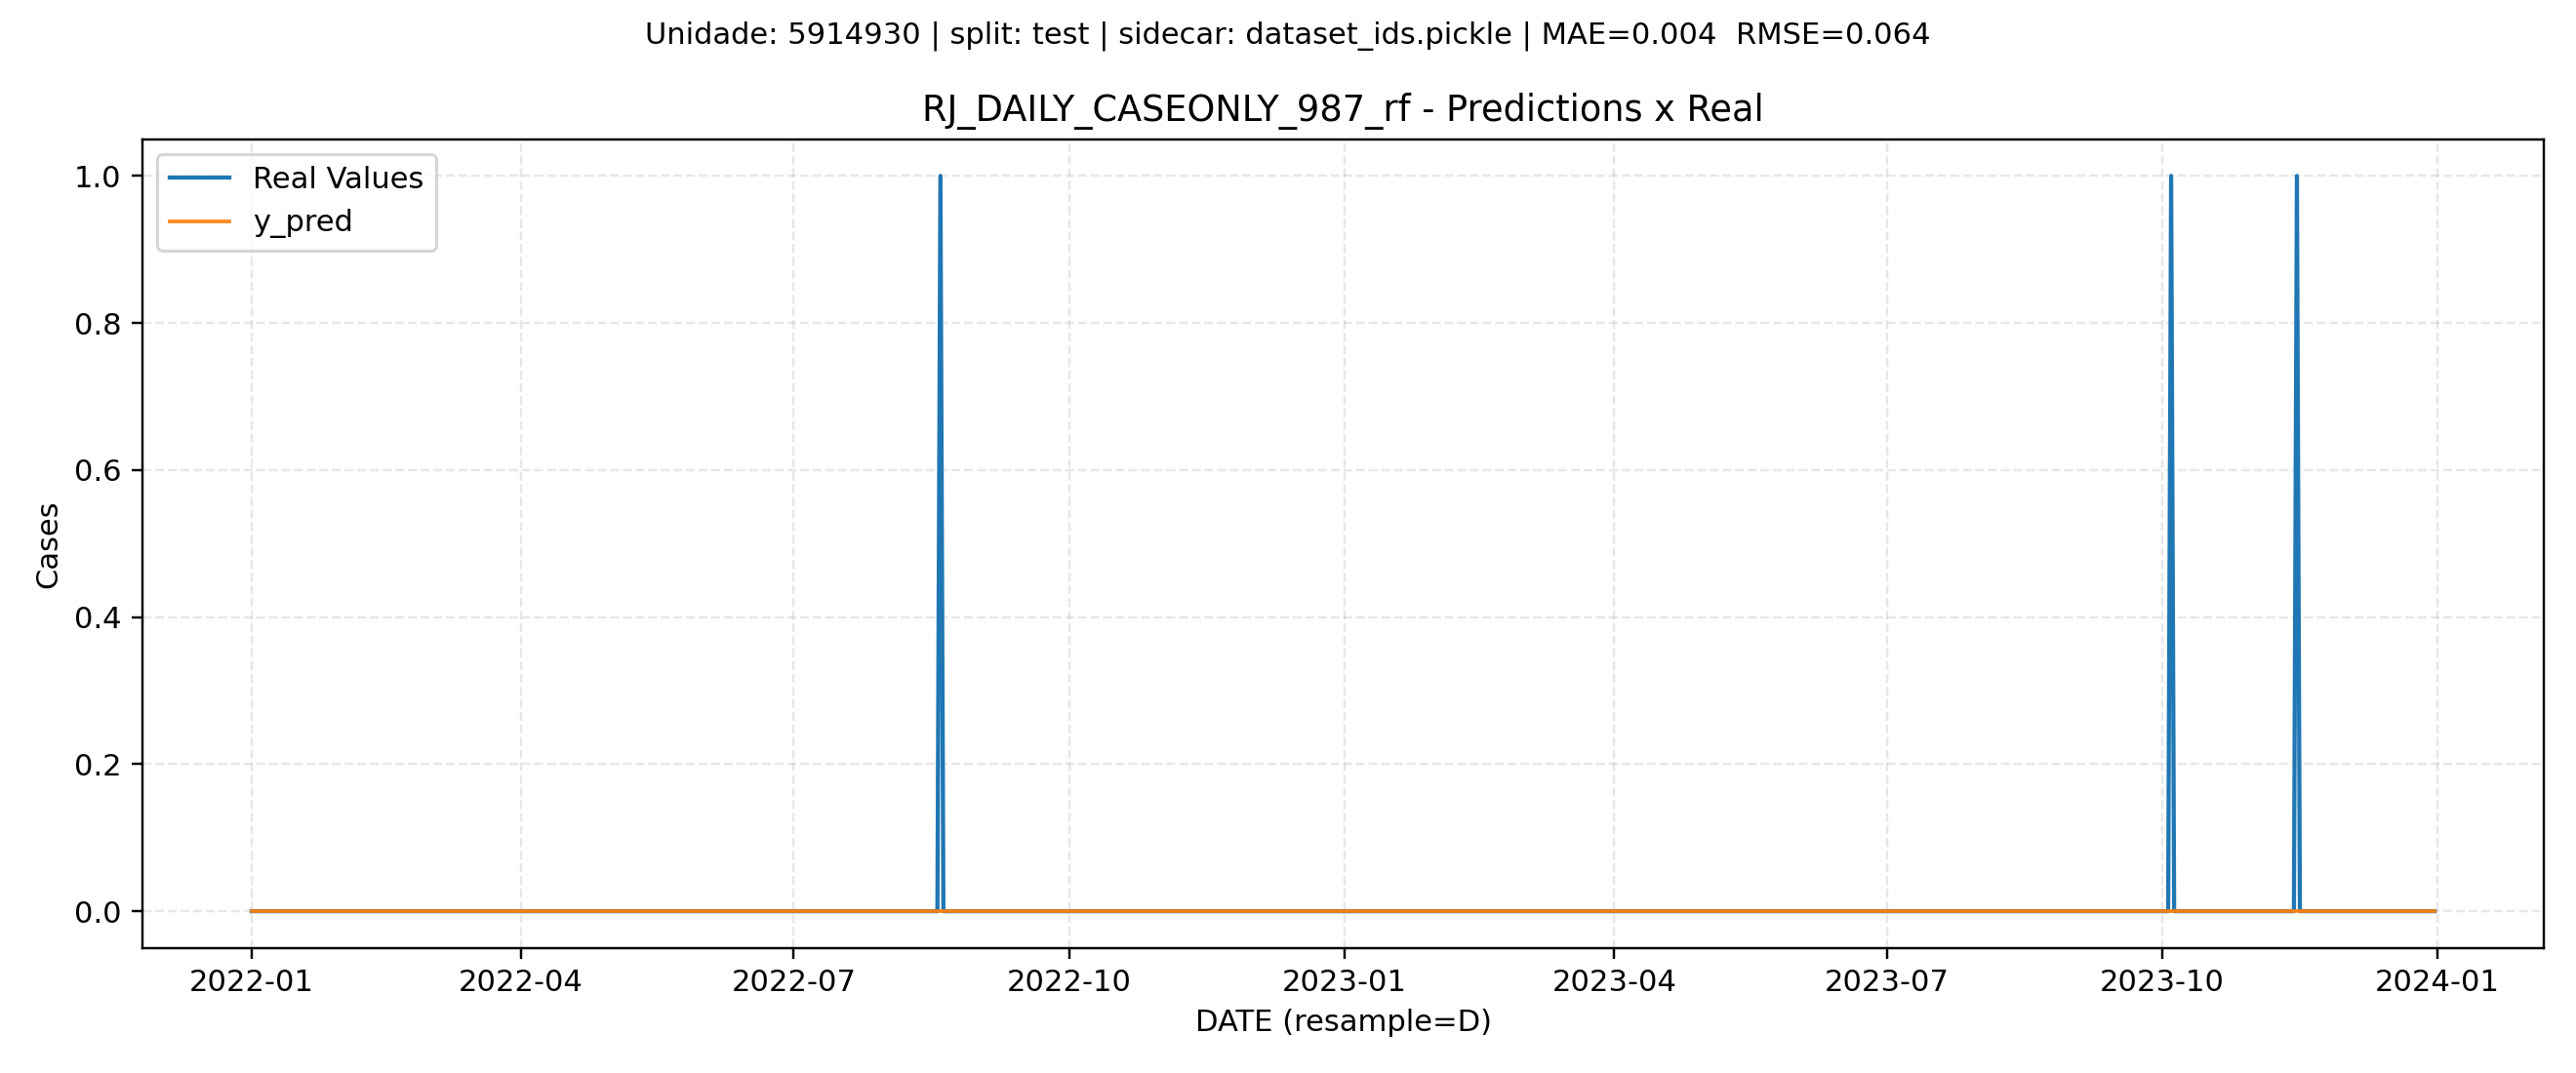 Unidade: 5914930 | split: test | sidecar: dataset_ids.pickle | MAE=0.004  RMSE=0.064
RJ_DAILY_CASEONLY_987_rf - Predictions x Real
Real Values
y_pred
1.0
0.8
0.6
0.4
0.2
0.0
Cases
2022-01
2022-04
2022-07
2022-10
2023-01
2023-04
2023-07
2023-10
2024-01
DATE (resample=D)